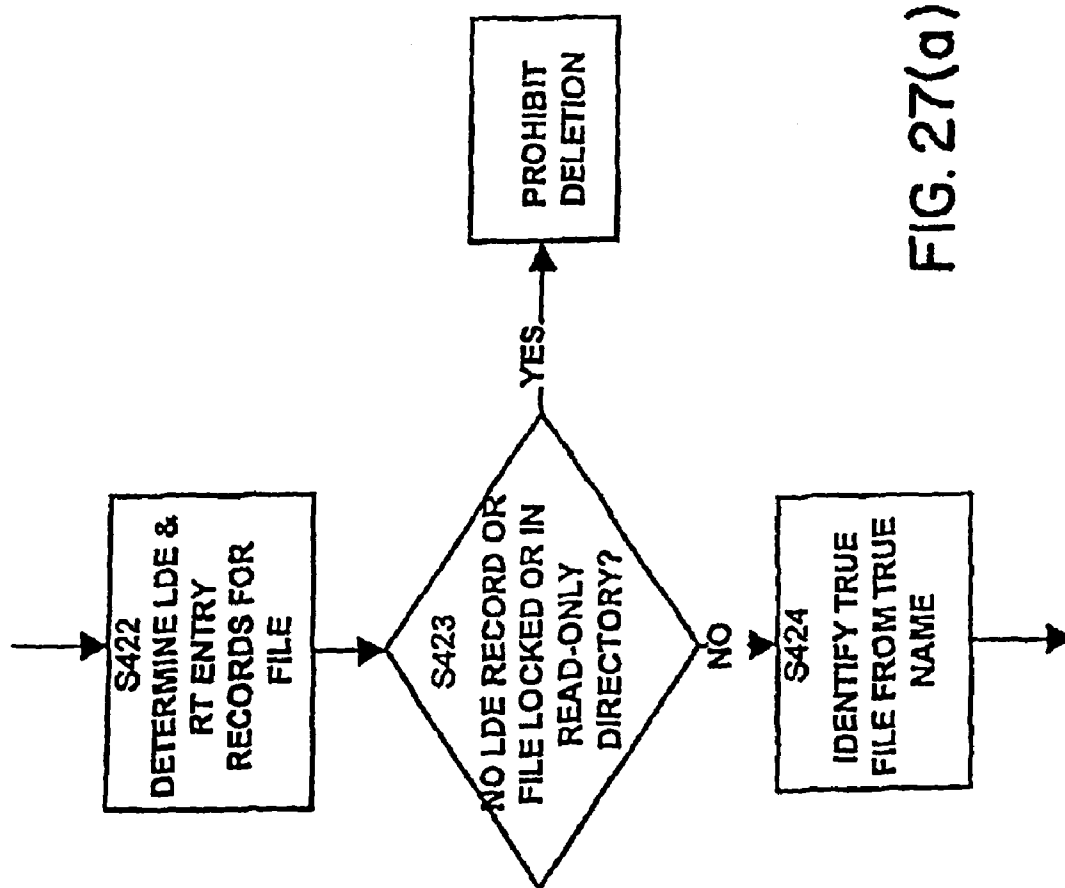 S422
DETERMINE LDE &
RT ENTRY
RECORDS FOR
FILE
S423
NO LDE RECORD OR
FILE LOCKED OR IN
READ-ONLY
DIRECTORY?
YES
PROHIBIT
DELETION
NO
S424
IDENTIFY TRUE
FILE FROM TRUE
NAME
FIG. 27(a)